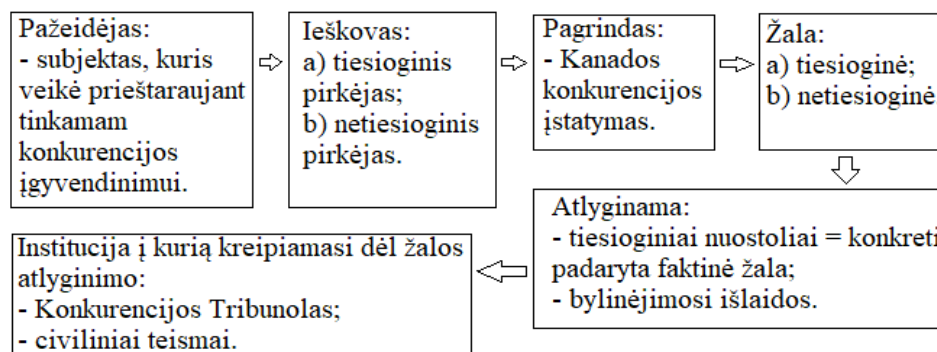 Pažeidėjas:
- subjektas, kuris
veikė prieštaraujant
tinkamam
konkurencijos
įgyvendinimui.
Ieškovas:
a) tiesioginis
pirkėjas;
b) netiesioginis
pirkėjas.
Pagrindas:
- Kanados
konkurencijos
įstatymas.
Žala:
a) tiesioginė;
b) netiesioginė
Atlyginama:
- tiesioginiai nuostoliai = konkreti
padaryta faktinė žala;
- bylinėjimosi išlaidos.
Institucija į kurią kreipiamasi dėl žalos
atlyginimo:
- Konkurencijos Tribunolas;
- civiliniai teismai.